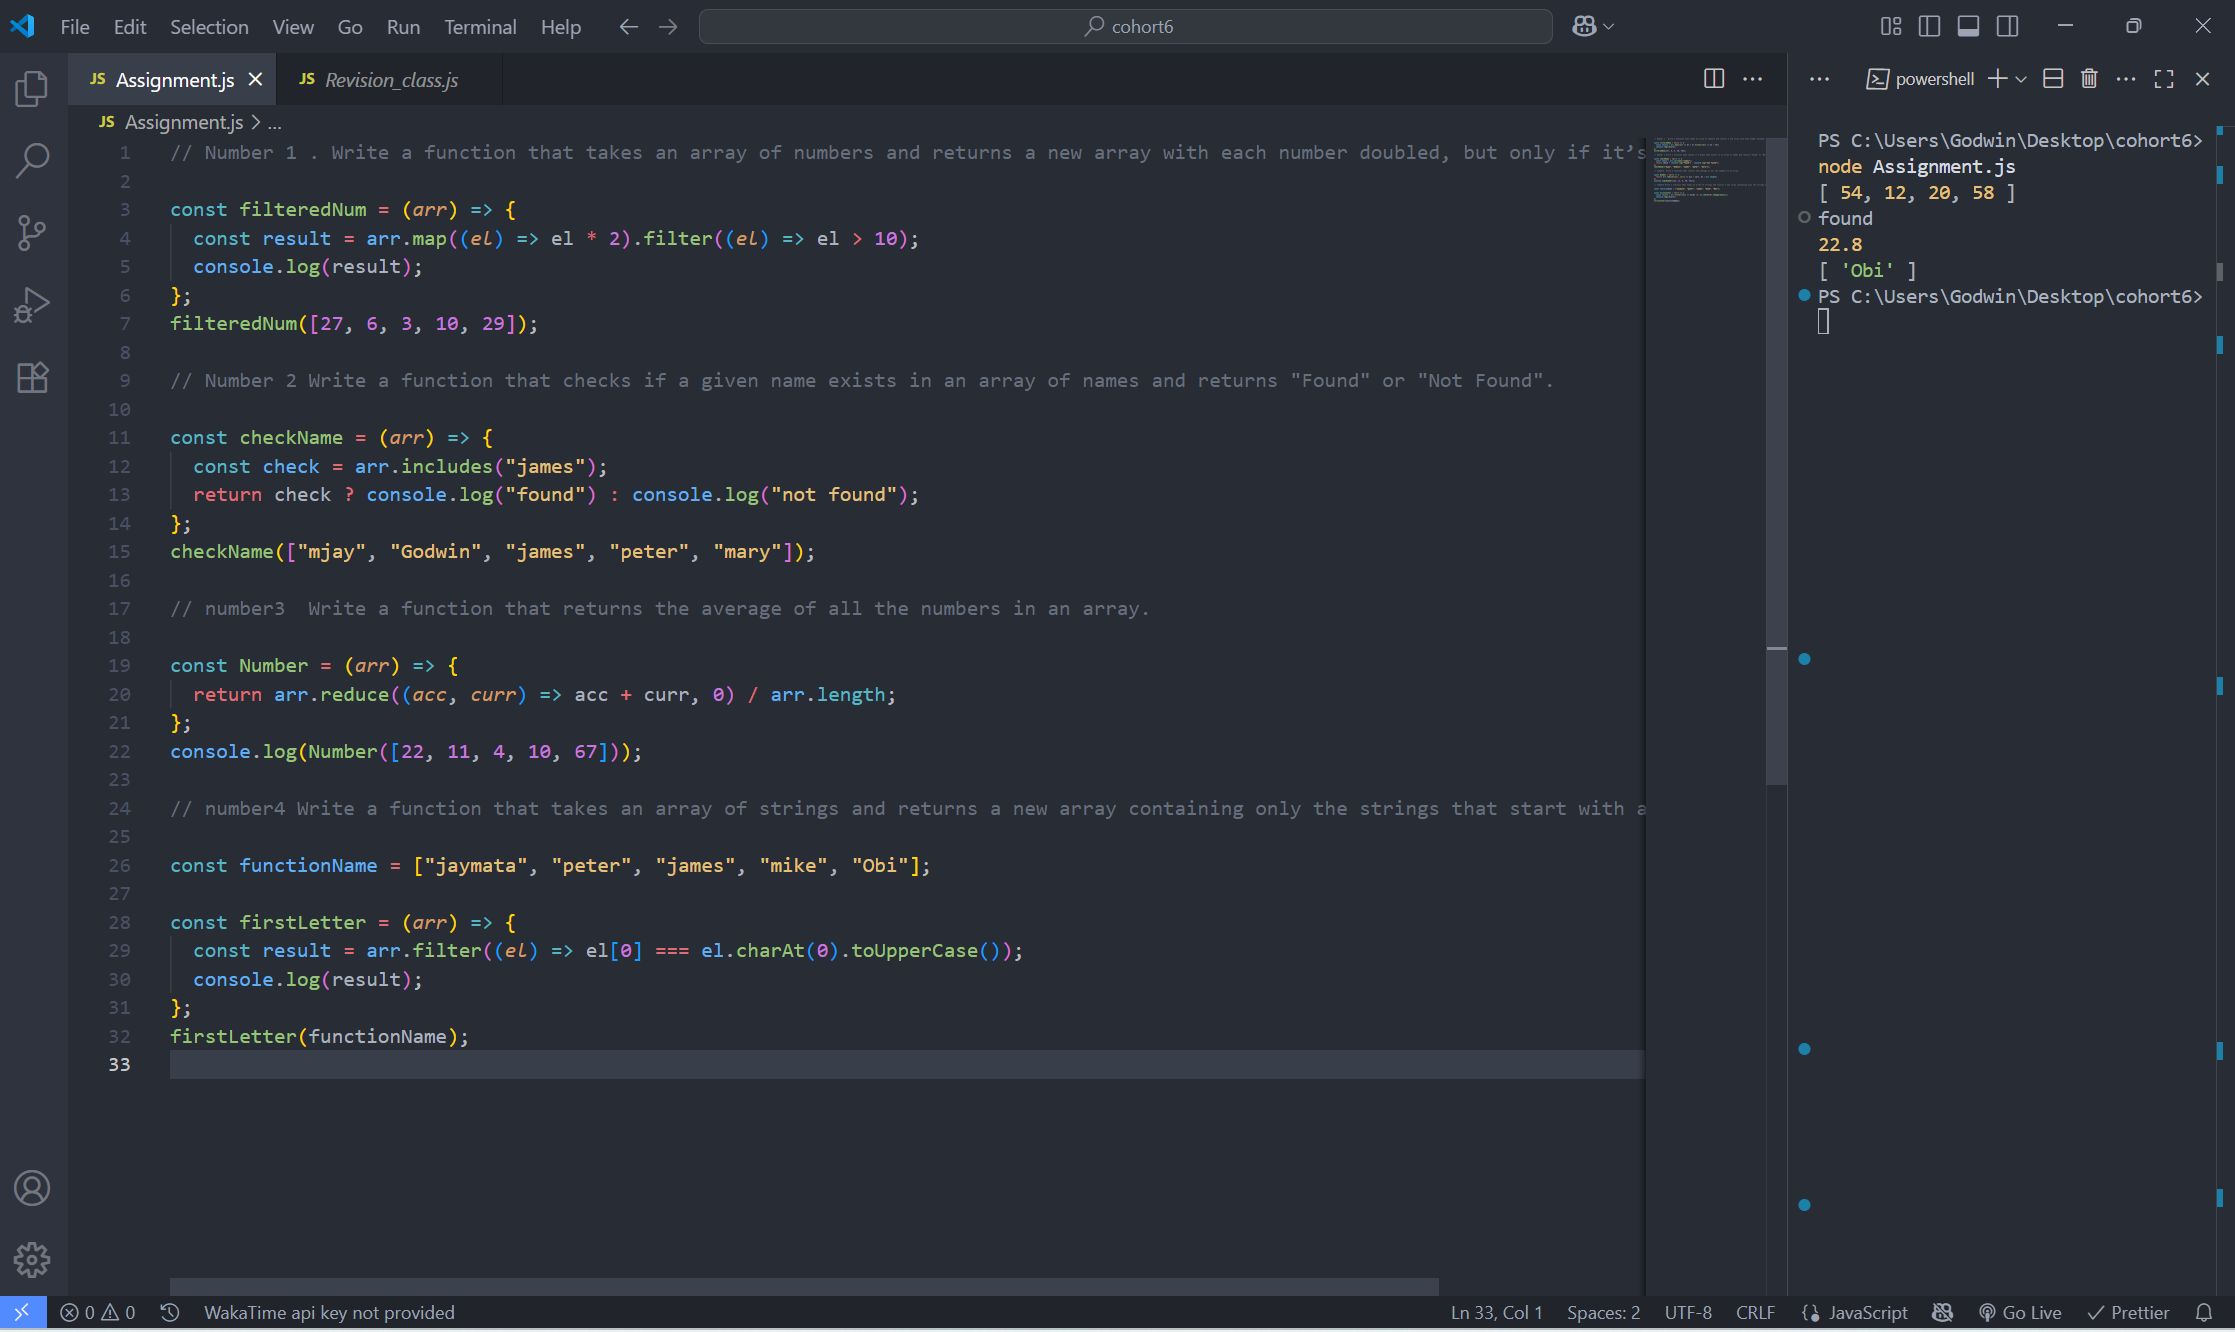 File Edit Selection View Go Run Terminal Help
cohort6
JS Assignment.js
JS Revision_class.js
powershell
JS Assignment.js > ...
1 // Number 1 . Write a function that takes an array of numbers and returns a new array with each number doubled, but only if it’s
2
3 const filteredNum = (arr) => {
4 const result = arr.map((el) => el * 2).filter((el) => el > 10);
5 console.log(result);
6 };
7 filteredNum([27, 6, 3, 10, 29]);
8
9 // Number 2 Write a function that checks if a given name exists in an array of names and returns "Found" or "Not Found".
10
11 const checkName = (arr) => {
12 const check = arr.includes("james");
13 return check ? console.log("found") : console.log("not found");
14 };
15 checkName(["mjay", "Godwin", "james", "peter", "mary"]);
16
17 // number3  Write a function that returns the average of all the numbers in an array.
18
19 const Number = (arr) => {
20 return arr.reduce((acc, curr) => acc + curr, 0) / arr.length;
21 };
22 console.log(Number([22, 11, 4, 10, 67]));
23
24 // number4 Write a function that takes an array of strings and returns a new array containing only the strings that start with a
25
26 const functionName = ["jaymata", "peter", "james", "mike", "Obi"];
27
28 const firstLetter = (arr) => {
29 const result = arr.filter((el) => el[0] === el.charAt(0).toUpperCase());
30 console.log(result);
31 };
32 firstLetter(functionName);
33
PS C:\Users\Godwin\Desktop\cohort6>
node Assignment.js
[ 54, 12, 20, 58 ]
found
22.8
[ 'Obi' ]
PS C:\Users\Godwin\Desktop\cohort6>
0 0 WakaTime api key not provided
Ln 33, Col 1 Spaces: 2 UTF-8 CRLF JavaScript Go Live Prettier